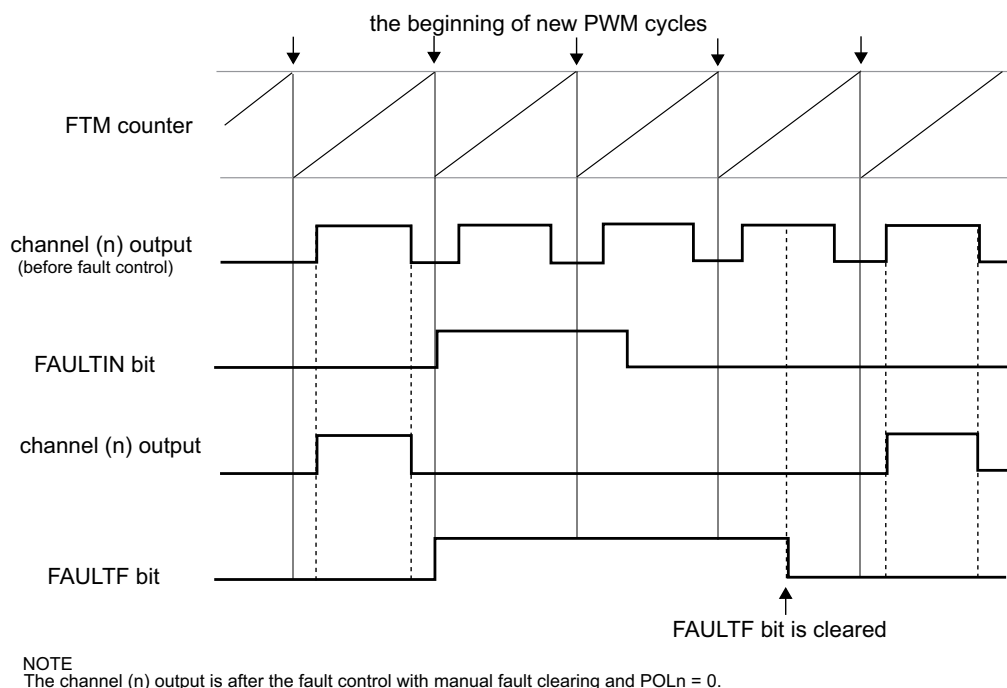 the beginning of new PWM cycles
FTM counter
channel (n) output
(before fault control)
FAULTIN bit
channel (n) output
FAULTF bit
FAULTF bit is cleared
NOTE
The channel (n) output is after the fault control with manual fault clearing and POLn = 0.